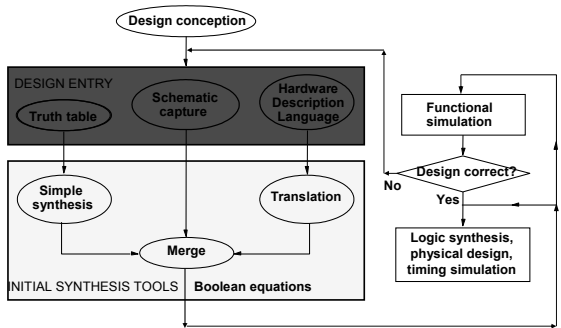 Design conception
DESIGN ENTRY
Truth table
Schematic
capture
Hardware
Description
Language
Functional
simulation
Design correct?
No
Yes
Simple
synthesis
Translation
Merge
Logic synthesis,
physical design,
timing simulation
INITIAL SYNTHESIS TOOLS
Boolean equations